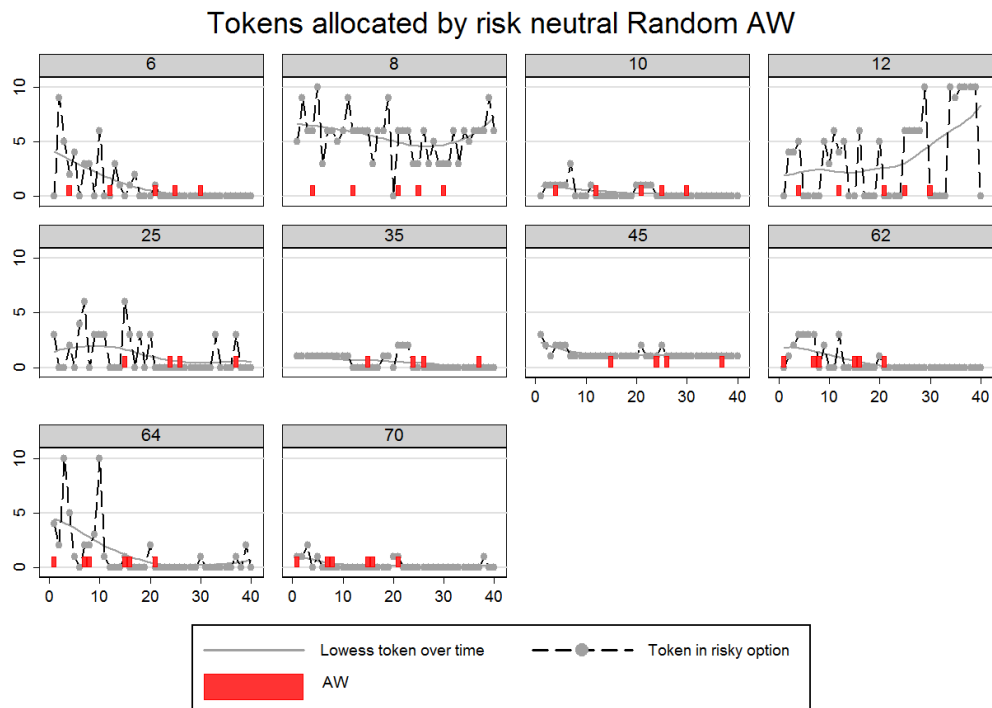 Tokens allocated by risk neutral Random AW
6 8 10 12
10
5
0
25 35 45 62
10
5
0
0 10 20 30 40 0 10 20 30 40
64 70
10
5
0
0 10 20 30 40 0 10 20 30 40
Lowess token over time Token in risky option
AW